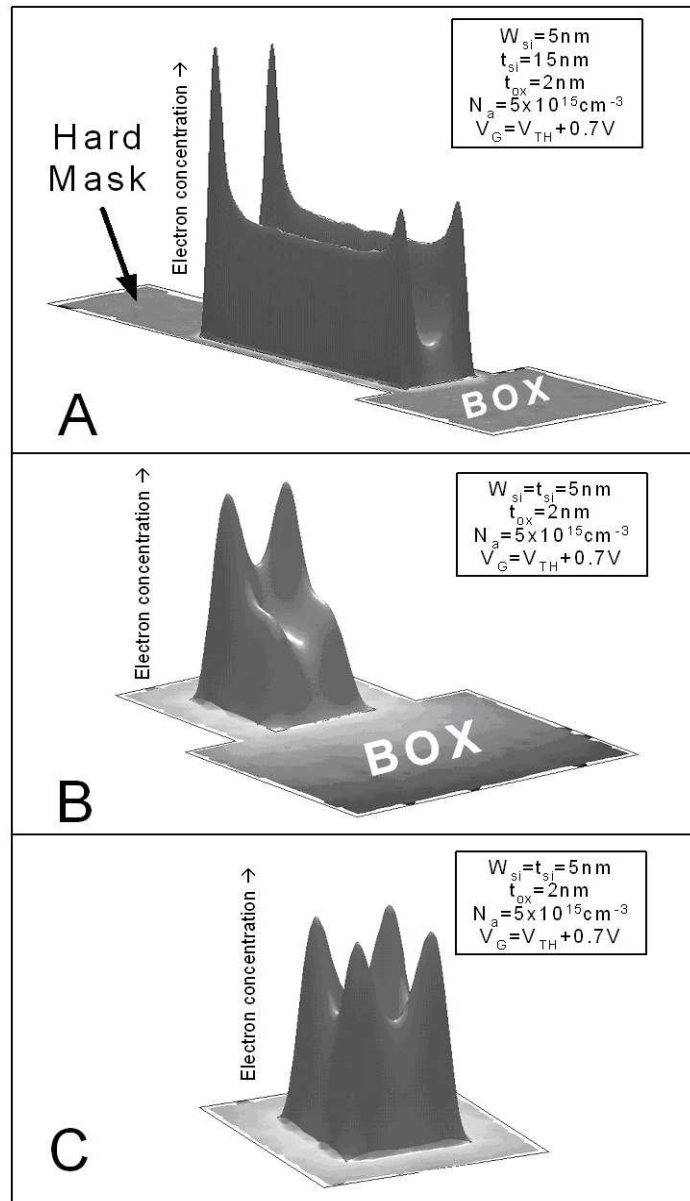 W_si=5nm
t_si=15nm
t_ox=2nm
N_a=5x10^15cm^-3
V_G=V_TH+0.7V
Hard
Mask
Electron concentration →
BOX
A
W_si=t_si=5nm
t_ox=2nm
N_a=5x10^15cm^-3
V_G=V_TH+0.7V
Electron concentration →
BOX
B
W_si=t_si=5nm
t_ox=2nm
N_a=5x10^15cm^-3
V_G=V_TH+0.7V
Electron concentration →
C